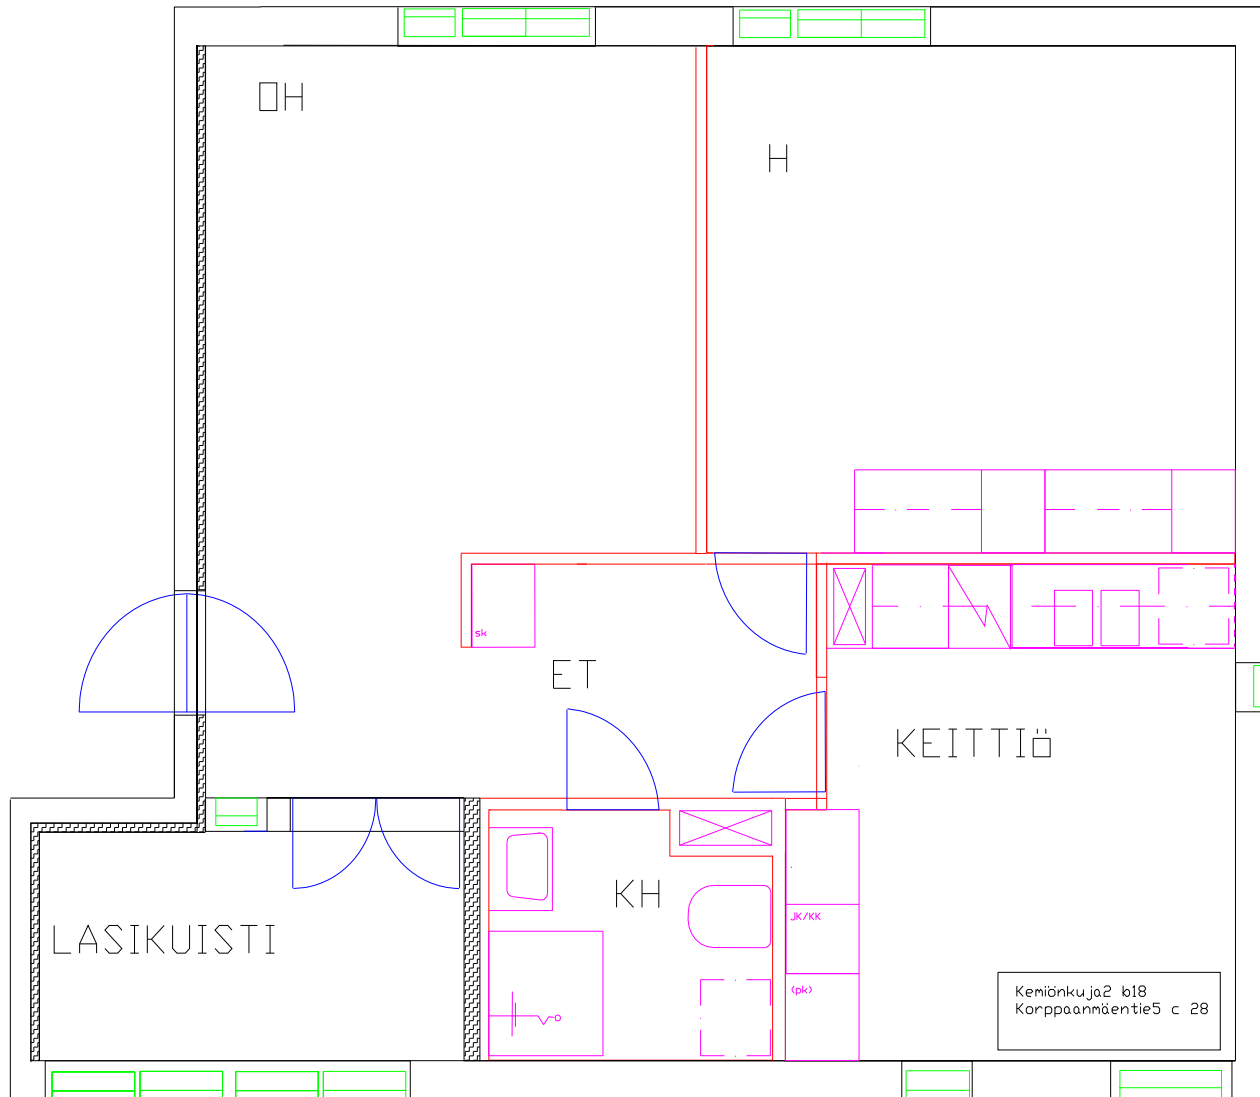 OH
H
sk
ET
KEITTIÖ
KH
JK/KK
LASIKUISTI
(pk)
Kemiönkuja2 b18
Korppaanmäentie5 c 28